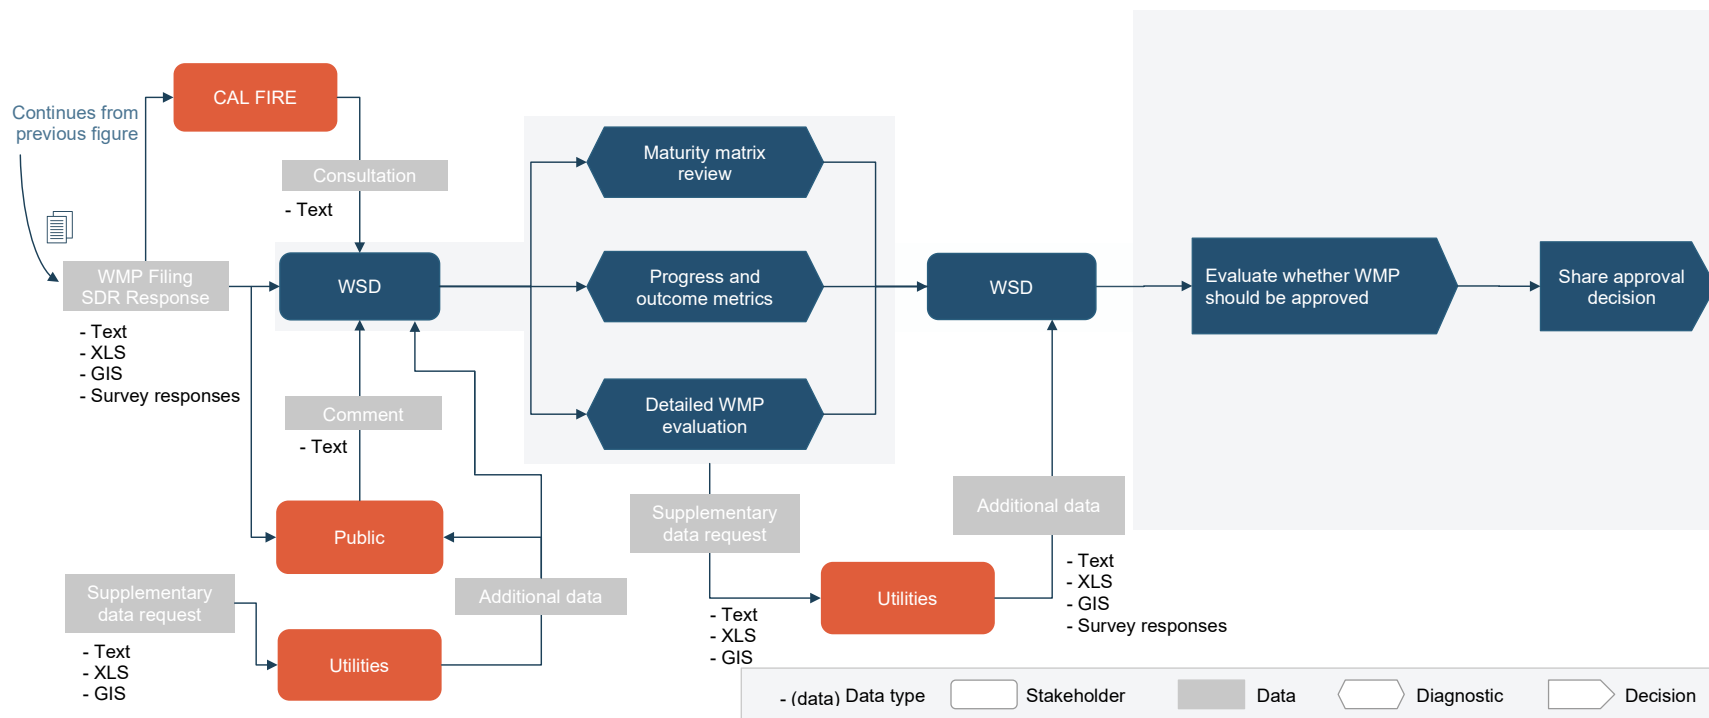 Continues from
previous figure
CAL FIRE
Consultation
- Text
WMP Filing
SDR Response
- Text
- XLS
- GIS
- Survey responses
WSD
Comment
- Text
Public
Supplementary
data request
- Text
- XLS
- GIS
Utilities
Additional data
Maturity matrix
review
Progress and
outcome metrics
Detailed WMP
evaluation
Supplementary
data request
- Text
- XLS
- GIS
Utilities
Additional data
- Text
- XLS
- GIS
- Survey responses
WSD
Evaluate whether WMP
should be approved
Share approval
decision
- (data) Data type
Stakeholder
Data
Diagnostic
Decision